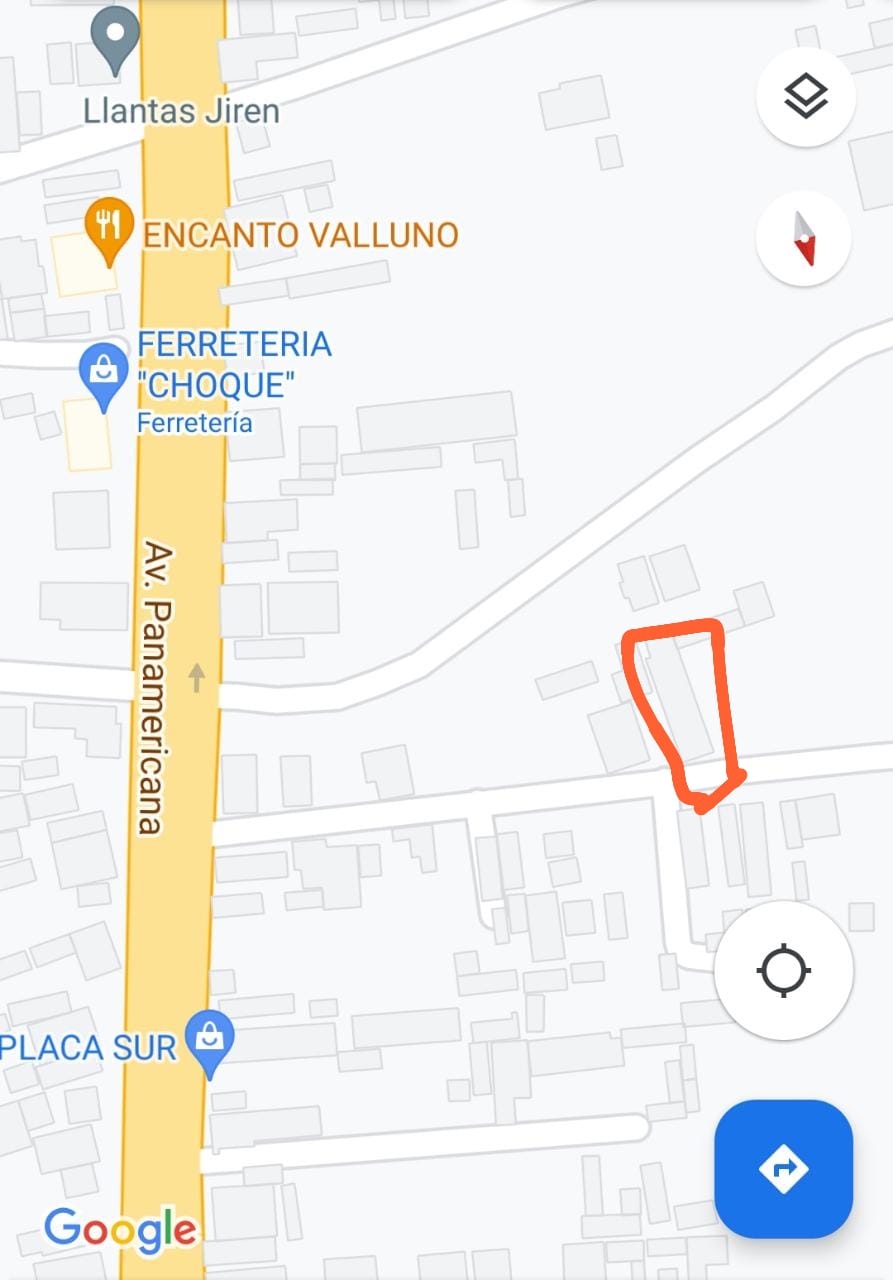 Llantas Jiren
ENCANTO VALLUNO
FERRETERIA
"CHOQUE"
Ferretería
Av. Panamericana
PLACA SUR
Google